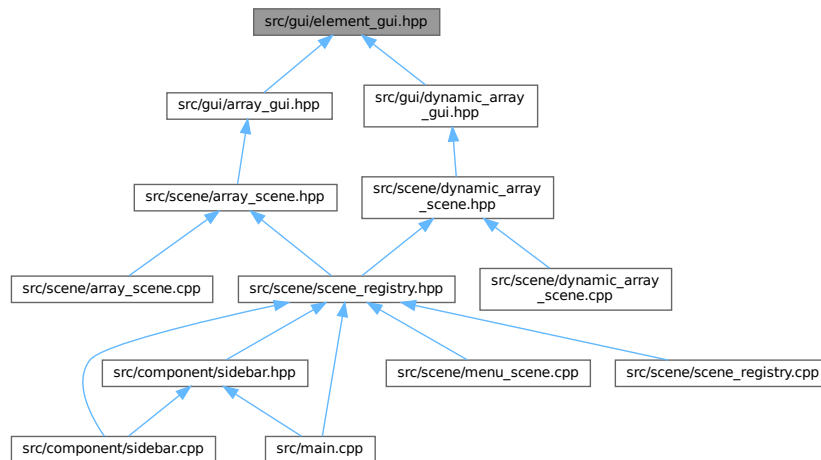 src/gui/element_gui.hpp
src/gui/array_gui.hpp
src/gui/dynamic_array
_gui.hpp
src/scene/array_scene.hpp
src/scene/dynamic_array
_scene.hpp
src/scene/array_scene.cpp
src/scene/scene_registry.hpp
src/scene/dynamic_array
_scene.cpp
src/component/sidebar.hpp
src/scene/menu_scene.cpp
src/scene/scene_registry.cpp
src/component/sidebar.cpp
src/main.cpp